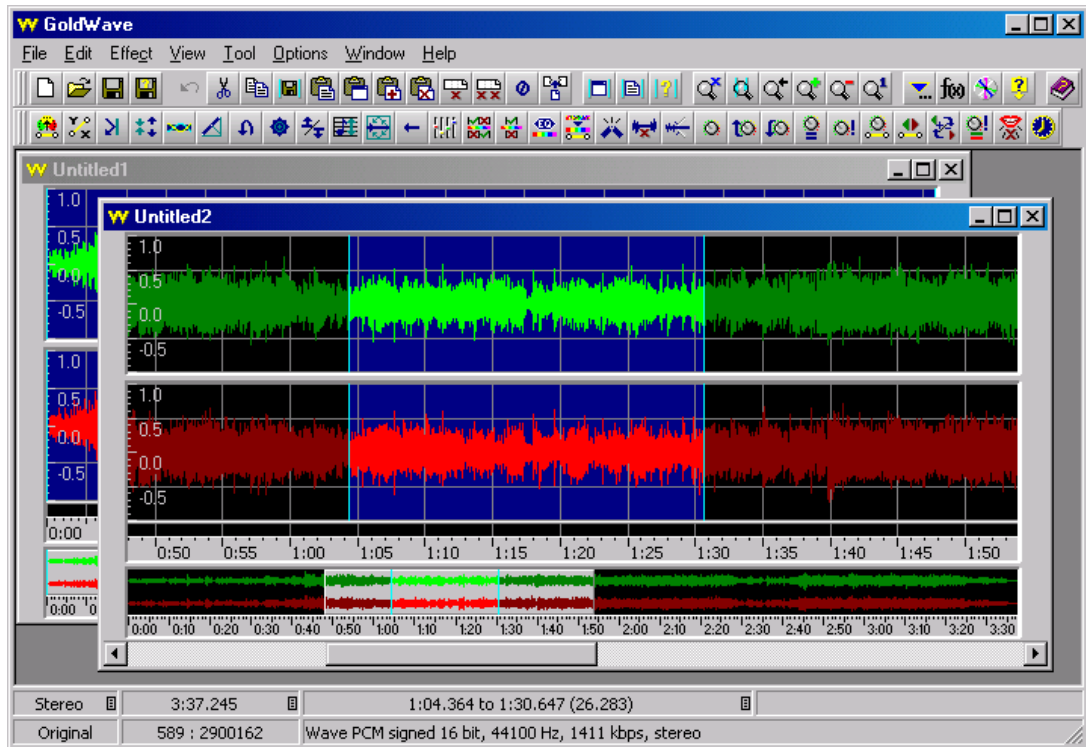 GoldWave
File Edit Effect View Tool Options Window Help
Untitled1
1.0
0.5
0.0
-0.5
1.0
0.5
0.0
-0.5
0:00
0:00
Untitled2
1.0
0.5
0.0
-0.5
1.0
0.5
0.0
-0.5
0:50 0:55 1:00 1:05 1:10 1:15 1:20 1:25 1:30 1:35 1:40 1:45 1:50
0:00 0:10 0:20 0:30 0:40 0:50 1:00 1:10 1:20 1:30 1:40 1:50 2:00 2:10 2:20 2:30 2:40 2:50 3:00 3:10 3:20 3:30
Stereo 3:37.245 1:04.364 to 1:30.647 (26.283)
Original 589 : 2900162 Wave PCM signed 16 bit, 44100 Hz, 1411 kbps, stereo